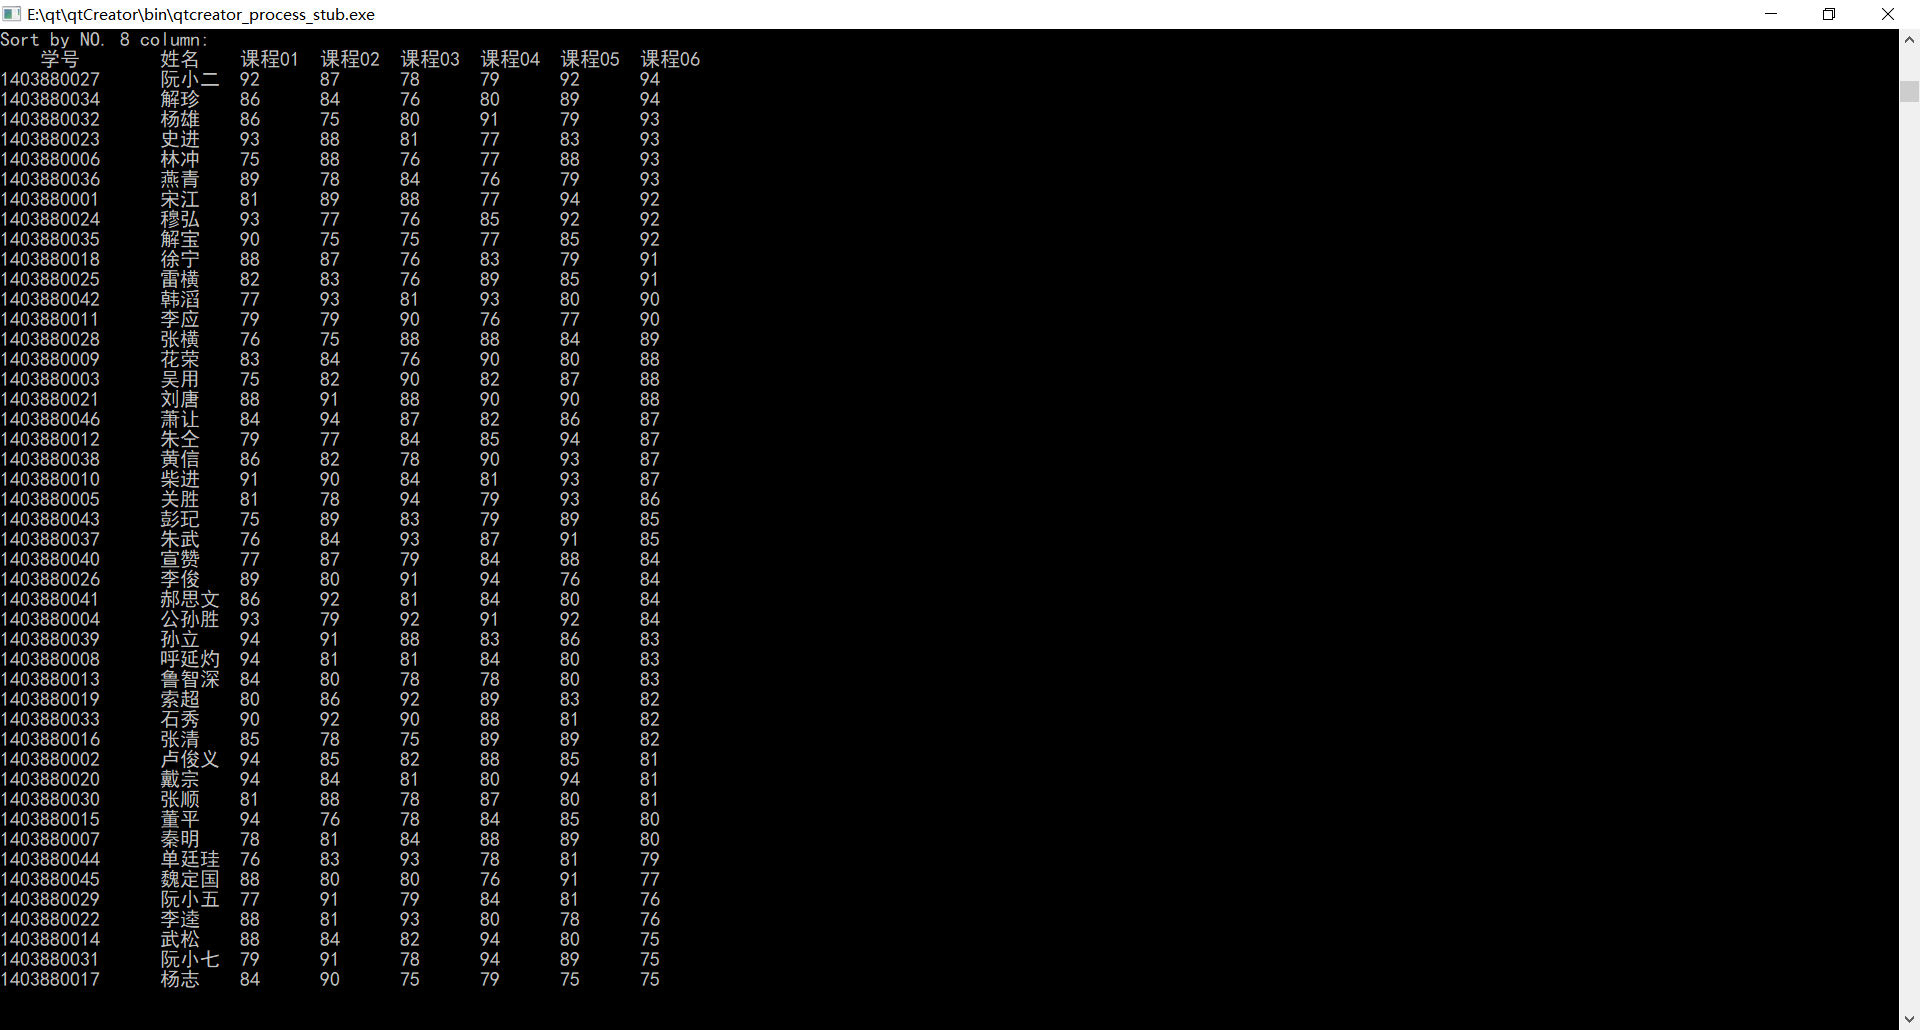 E:\qt\qtCreator\bin\qtcreator_process_stub.exe
Sort by NO. 8 column:
学号 姓名 课程01 课程02 课程03 课程04 课程05 课程06
1403880027 阮小二 92 87 78 79 92 94
1403880034 解珍 86 84 76 80 89 94
1403880032 杨雄 86 75 80 91 79 93
1403880023 史进 93 88 81 77 83 93
1403880006 林冲 75 88 76 77 88 93
1403880036 燕青 89 78 84 76 79 93
1403880001 宋江 81 89 88 77 94 92
1403880024 穆弘 93 77 76 85 92 92
1403880035 解宝 90 75 75 77 85 92
1403880018 徐宁 88 87 76 83 79 91
1403880025 雷横 82 83 76 89 85 91
1403880042 韩滔 77 93 81 93 80 90
1403880011 李应 79 79 90 76 77 90
1403880028 张横 76 75 88 88 84 89
1403880009 花荣 83 84 76 90 80 88
1403880003 吴用 75 82 90 82 87 88
1403880021 刘唐 88 91 88 90 90 88
1403880046 萧让 84 94 87 82 86 87
1403880012 朱仝 79 77 84 85 94 87
1403880038 黄信 86 82 78 90 93 87
1403880010 柴进 91 90 84 81 93 87
1403880005 关胜 81 78 94 79 93 86
1403880043 彭玘 75 89 83 79 89 85
1403880037 朱武 76 84 93 87 91 85
1403880040 宣赞 77 87 79 84 88 84
1403880026 李俊 89 80 91 94 76 84
1403880041 郝思文 86 92 81 84 80 84
1403880004 公孙胜 93 79 92 91 92 84
1403880039 孙立 94 91 88 83 86 83
1403880008 呼延灼 94 81 81 84 80 83
1403880013 鲁智深 84 80 78 78 80 83
1403880019 索超 80 86 92 89 83 82
1403880033 石秀 90 92 90 88 81 82
1403880016 张清 85 78 75 89 89 82
1403880002 卢俊义 94 85 82 88 85 81
1403880020 戴宗 94 84 81 80 94 81
1403880030 张顺 81 88 78 87 80 81
1403880015 董平 94 76 78 84 85 80
1403880007 秦明 78 81 84 88 89 80
1403880044 单廷珪 76 83 93 78 81 79
1403880045 魏定国 88 80 80 76 91 77
1403880029 阮小五 77 91 79 84 81 76
1403880022 李逵 88 81 93 80 78 76
1403880014 武松 88 84 82 94 80 75
1403880031 阮小七 79 91 78 94 89 75
1403880017 杨志 84 90 75 79 75 75